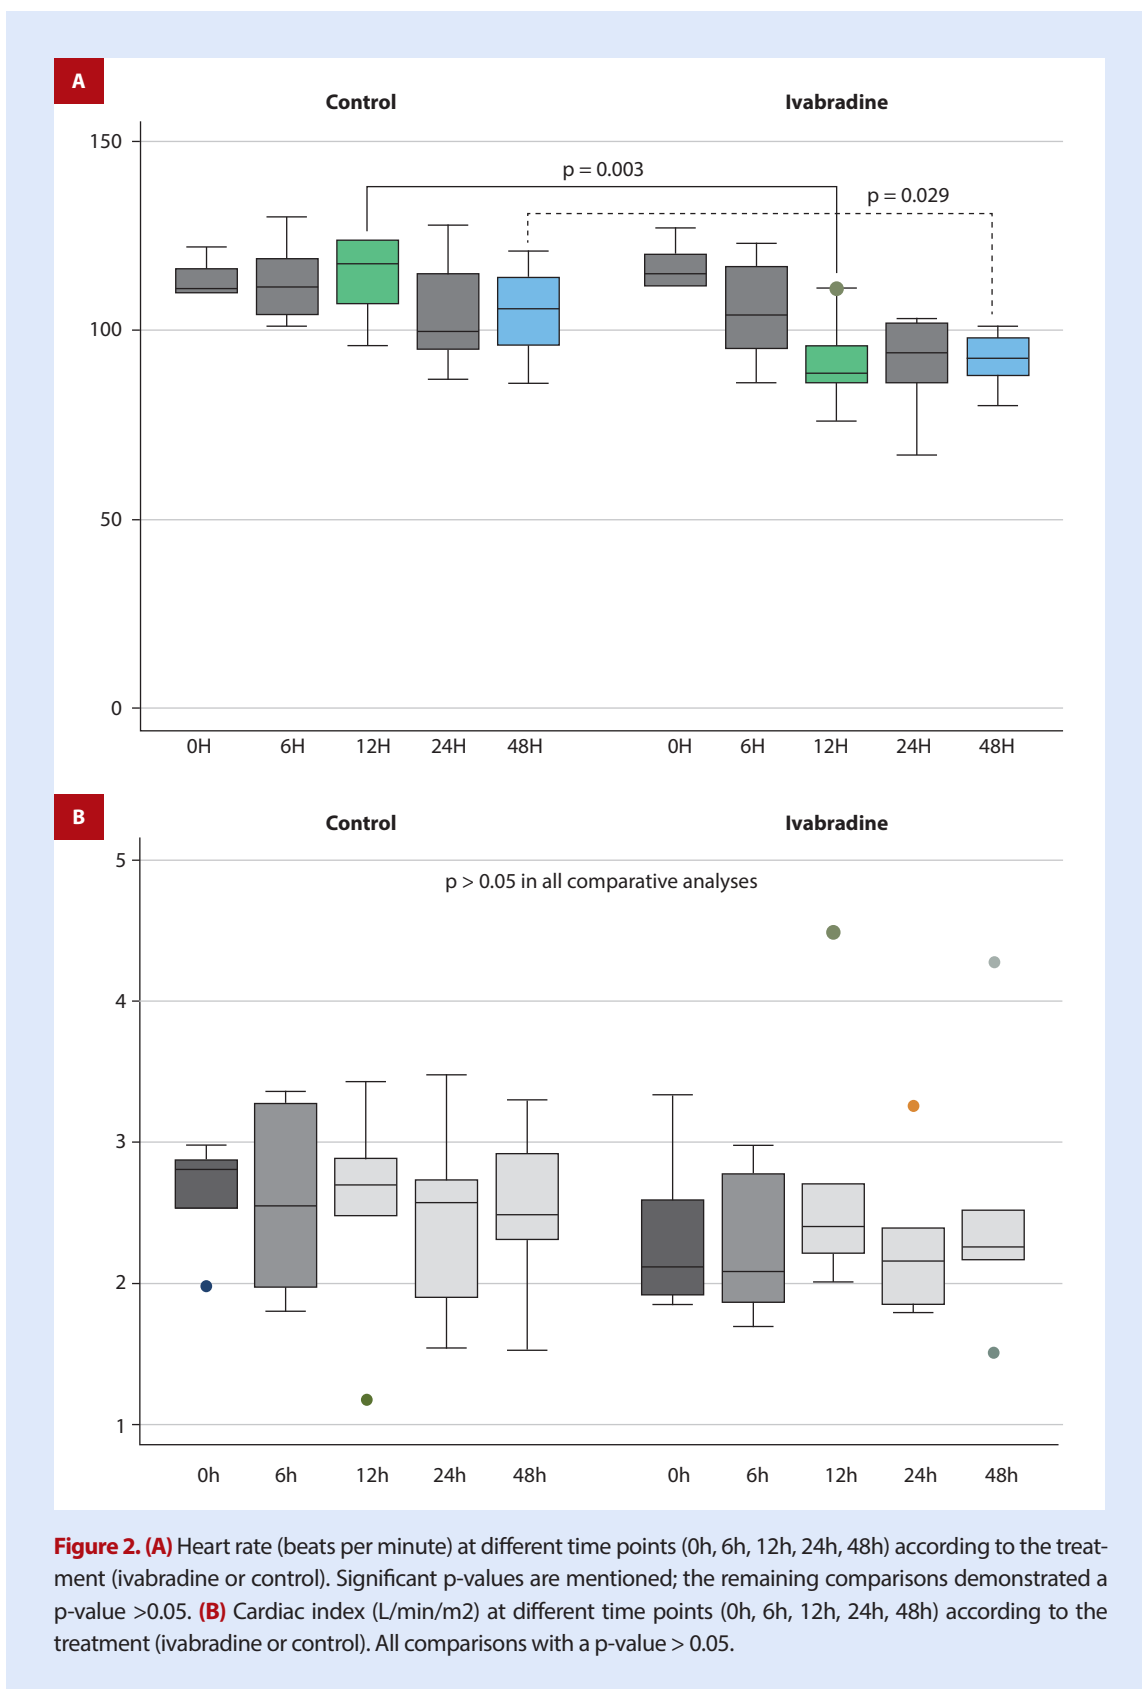 A
Control Ivabradine
150
p = 0.003
p = 0.029
100
50
0
0H 6H 12H 24H 48H 0H 6H 12H 24H 48H
B
Control Ivabradine
5
p > 0.05 in all comparative analyses
4
3
2
1
0h 6h 12h 24h 48h 0h 6h 12h 24h 48h
Figure 2. (A) Heart rate (beats per minute) at different time points (0h, 6h, 12h, 24h, 48h) according to the treat-
ment (ivabradine or control). Significant p-values are mentioned; the remaining comparisons demonstrated a
p-value >0.05. (B) Cardiac index (L/min/m2) at different time points (0h, 6h, 12h, 24h, 48h) according to the
treatment (ivabradine or control). All comparisons with a p-value > 0.05.